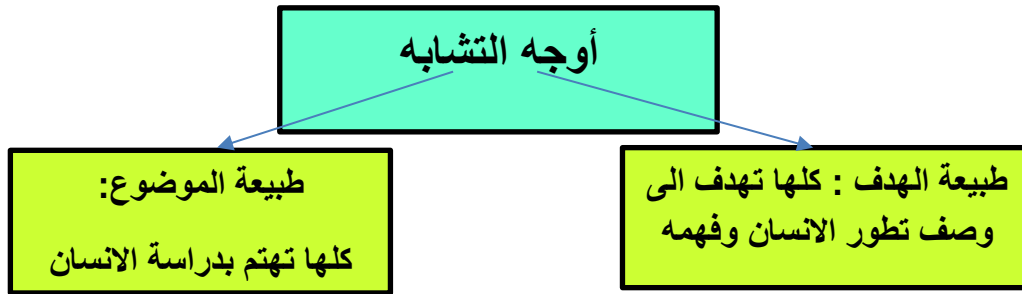 أوجه التشابه
طبيعة الهدف : كلها تهدف الى
وصف تطور الانسان وفهمه
طبيعة الموضوع:
كلها تهتم بدراسة الانسان